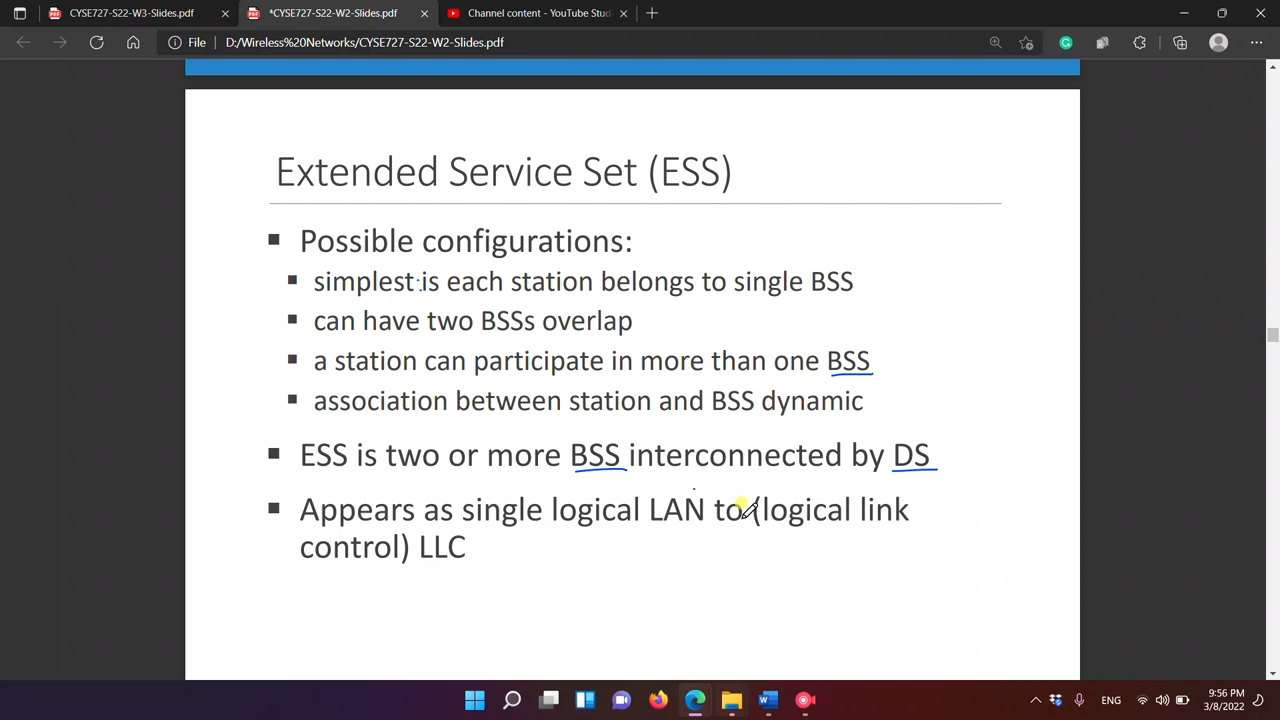 CYSE727-S22-W3-Slides.pdf
*CYSE727-S22-W2-Slides.pdf
Channel content - YouTube Stud
File D:/Wireless%20Networks/CYSE727-S22-W2-Slides.pdf
Extended Service Set (ESS)
Possible configurations:
simplest is each station belongs to single BSS
can have two BSSs overlap
a station can participate in more than one BSS
association between station and BSS dynamic
ESS is two or more BSS interconnected by DS
Appears as single logical LAN to (logical link
control) LLC
ENG
9:56 PM
3/8/2022